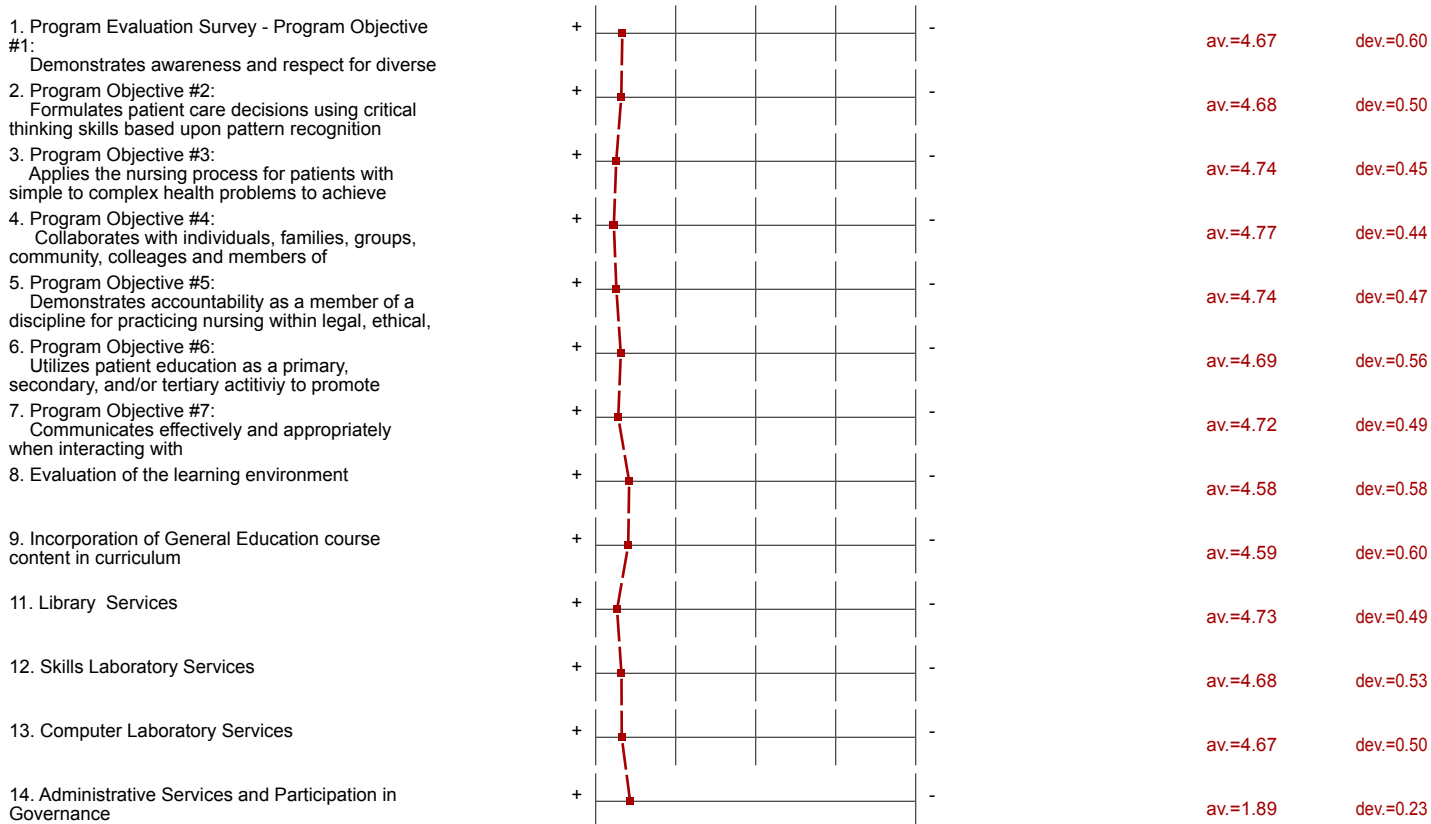 1. Program Evaluation Survey - Program Objective
#1:
Demonstrates awareness and respect for diverse
+ - av.=4.67 dev.=0.60
2. Program Objective #2:
Formulates patient care decisions using critical
thinking skills based upon pattern recognition
+ - av.=4.68 dev.=0.50
3. Program Objective #3:
Applies the nursing process for patients with
simple to complex health problems to achieve
+ - av.=4.74 dev.=0.45
4. Program Objective #4:
Collaborates with individuals, families, groups,
community, colleages and members of
+ - av.=4.77 dev.=0.44
5. Program Objective #5:
Demonstrates accountability as a member of a
discipline for practicing nursing within legal, ethical,
+ - av.=4.74 dev.=0.47
6. Program Objective #6:
Utilizes patient education as a primary,
secondary, and/or tertiary actitiviy to promote
+ - av.=4.69 dev.=0.56
7. Program Objective #7:
Communicates effectively and appropriately
when interacting with
+ - av.=4.72 dev.=0.49
8. Evaluation of the learning environment
+ - av.=4.58 dev.=0.58
9. Incorporation of General Education course
content in curriculum
+ - av.=4.59 dev.=0.60
11. Library  Services
+ - av.=4.73 dev.=0.49
12. Skills Laboratory Services
+ - av.=4.68 dev.=0.53
13. Computer Laboratory Services
+ - av.=4.67 dev.=0.50
14. Administrative Services and Participation in
Governance
+ - av.=1.89 dev.=0.23